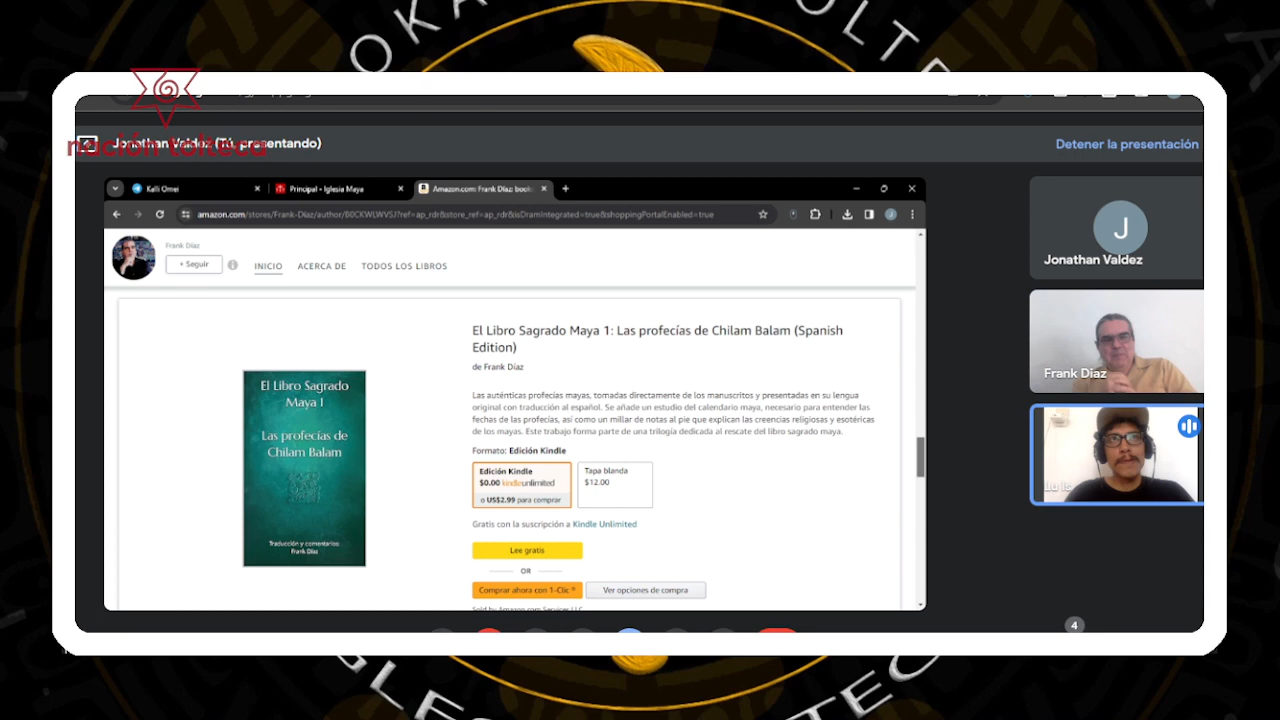 nación tolteca
Jonathan Valdez (Tú, presentando)
Detener la presentación
Kalli Omei
Principal - Iglesia Maya
Amazon.com: Frank Díaz: book
amazon.com/stores/Frank-Díaz/author/B0CKWLWVSJ?ref=ap_rdr&store_ref=ap_rdr&isDramIntegrated=true&shoppingPortalEnabled=true
Frank Díaz
+ Seguir
INICIO
ACERCA DE
TODOS LOS LIBROS
El Libro Sagrado
Maya I
Las profecías de
Chilam Balam
Traducción y comentarios
Frank Díaz
El Libro Sagrado Maya 1: Las profecías de Chilam Balam (Spanish
Edition)
de Frank Díaz
Las auténticas profecías mayas, tomadas directamente de los manuscritos y presentadas en su lengua
original con traducción al español. Se añade un estudio del calendario maya, necesario para entender las
fechas de las profecías, así como un millar de notas al pie que explican las creencias religiosas y esotéricas
de los mayas. Este trabajo forma parte de una trilogía dedicada al rescate del libro sagrado maya.
Formato: Edición Kindle
Edición Kindle
$0.00 kindleunlimited
o US$2.99 para comprar
Tapa blanda
$12.00
Gratis con la suscripción a Kindle Unlimited
Lee gratis
OR
Comprar ahora con 1-Clic ®
Ver opciones de compra
Sold by Amazon.com Services LLC
J
Jonathan Valdez
Frank Díaz
4